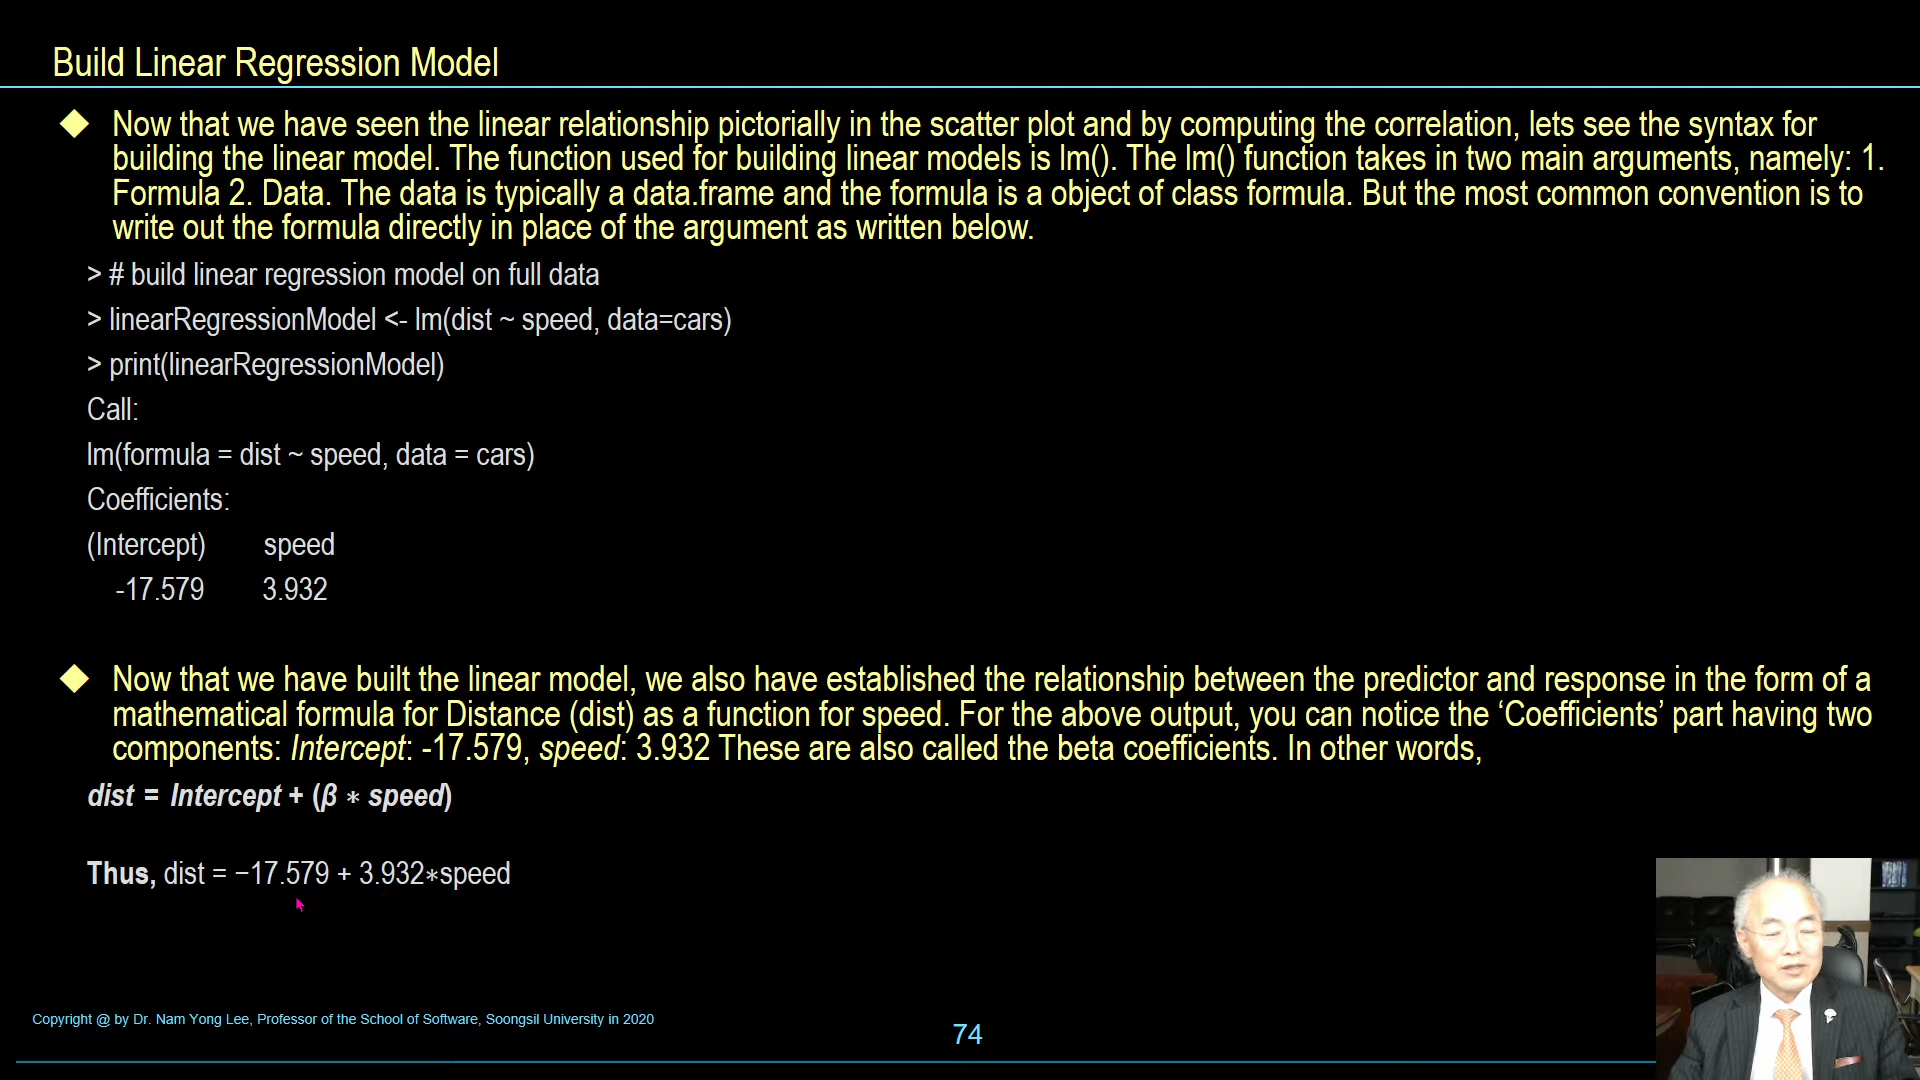 Build Linear Regression Model
Now that we have seen the linear relationship pictorially in the scatter plot and by computing the correlation, lets see the syntax for
building the linear model. The function used for building linear models is lm(). The lm() function takes in two main arguments, namely: 1.
Formula 2. Data. The data is typically a data.frame and the formula is a object of class formula. But the most common convention is to
write out the formula directly in place of the argument as written below.
> # build linear regression model on full data
> linearRegressionModel <- lm(dist ~ speed, data=cars)
> print(linearRegressionModel)
Call:
lm(formula = dist ~ speed, data = cars)
Coefficients:
(Intercept) speed
-17.579 3.932
Now that we have built the linear model, we also have established the relationship between the predictor and response in the form of a
mathematical formula for Distance (dist) as a function for speed. For the above output, you can notice the ‘Coefficients’ part having two
components: Intercept: -17.579, speed: 3.932 These are also called the beta coefficients. In other words,
dist = Intercept + (β ∗ speed)
Thus, dist = −17.579 + 3.932∗speed
Copyright @ by Dr. Nam Yong Lee, Professor of the School of Software, Soongsil University in 2020
74